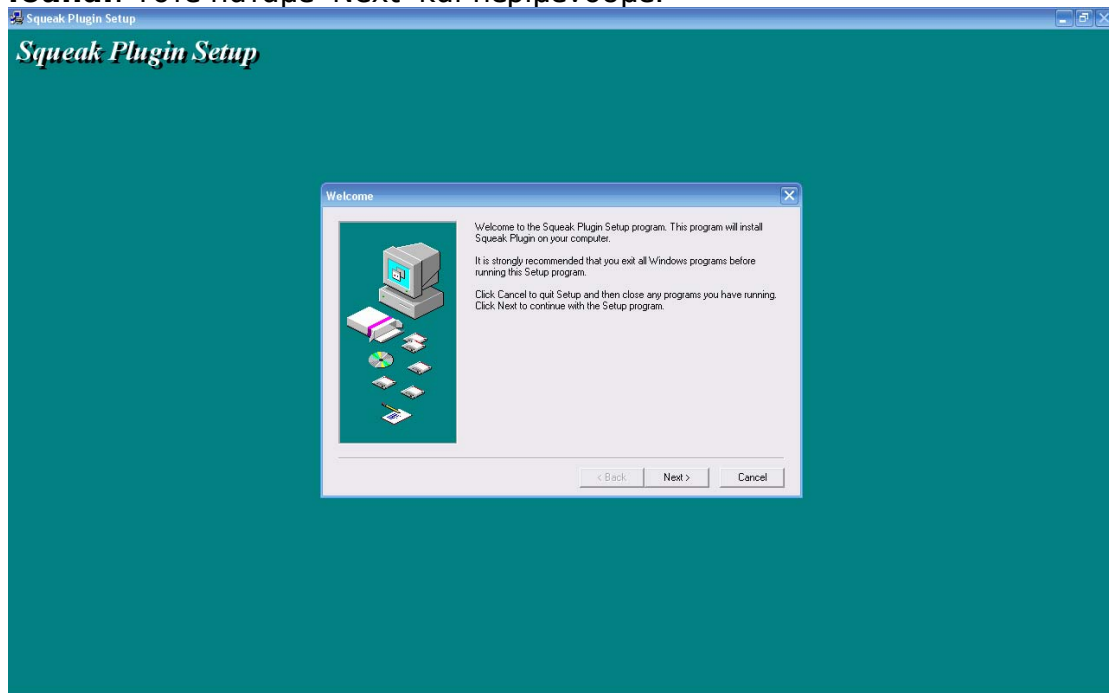 Τότε πατάμε "Next" και περιμένουμε.
Squeak Plugin Setup
Squeak Plugin Setup
Welcome
Welcome to the Squeak Plugin Setup program. This program will install
Squeak Plugin on your computer.
It is strongly recommended that you exit all Windows programs before
running this Setup program.
Click Cancel to quit Setup and then close any programs you have running.
Click Next to continue with the Setup program.
< Back
Next >
Cancel